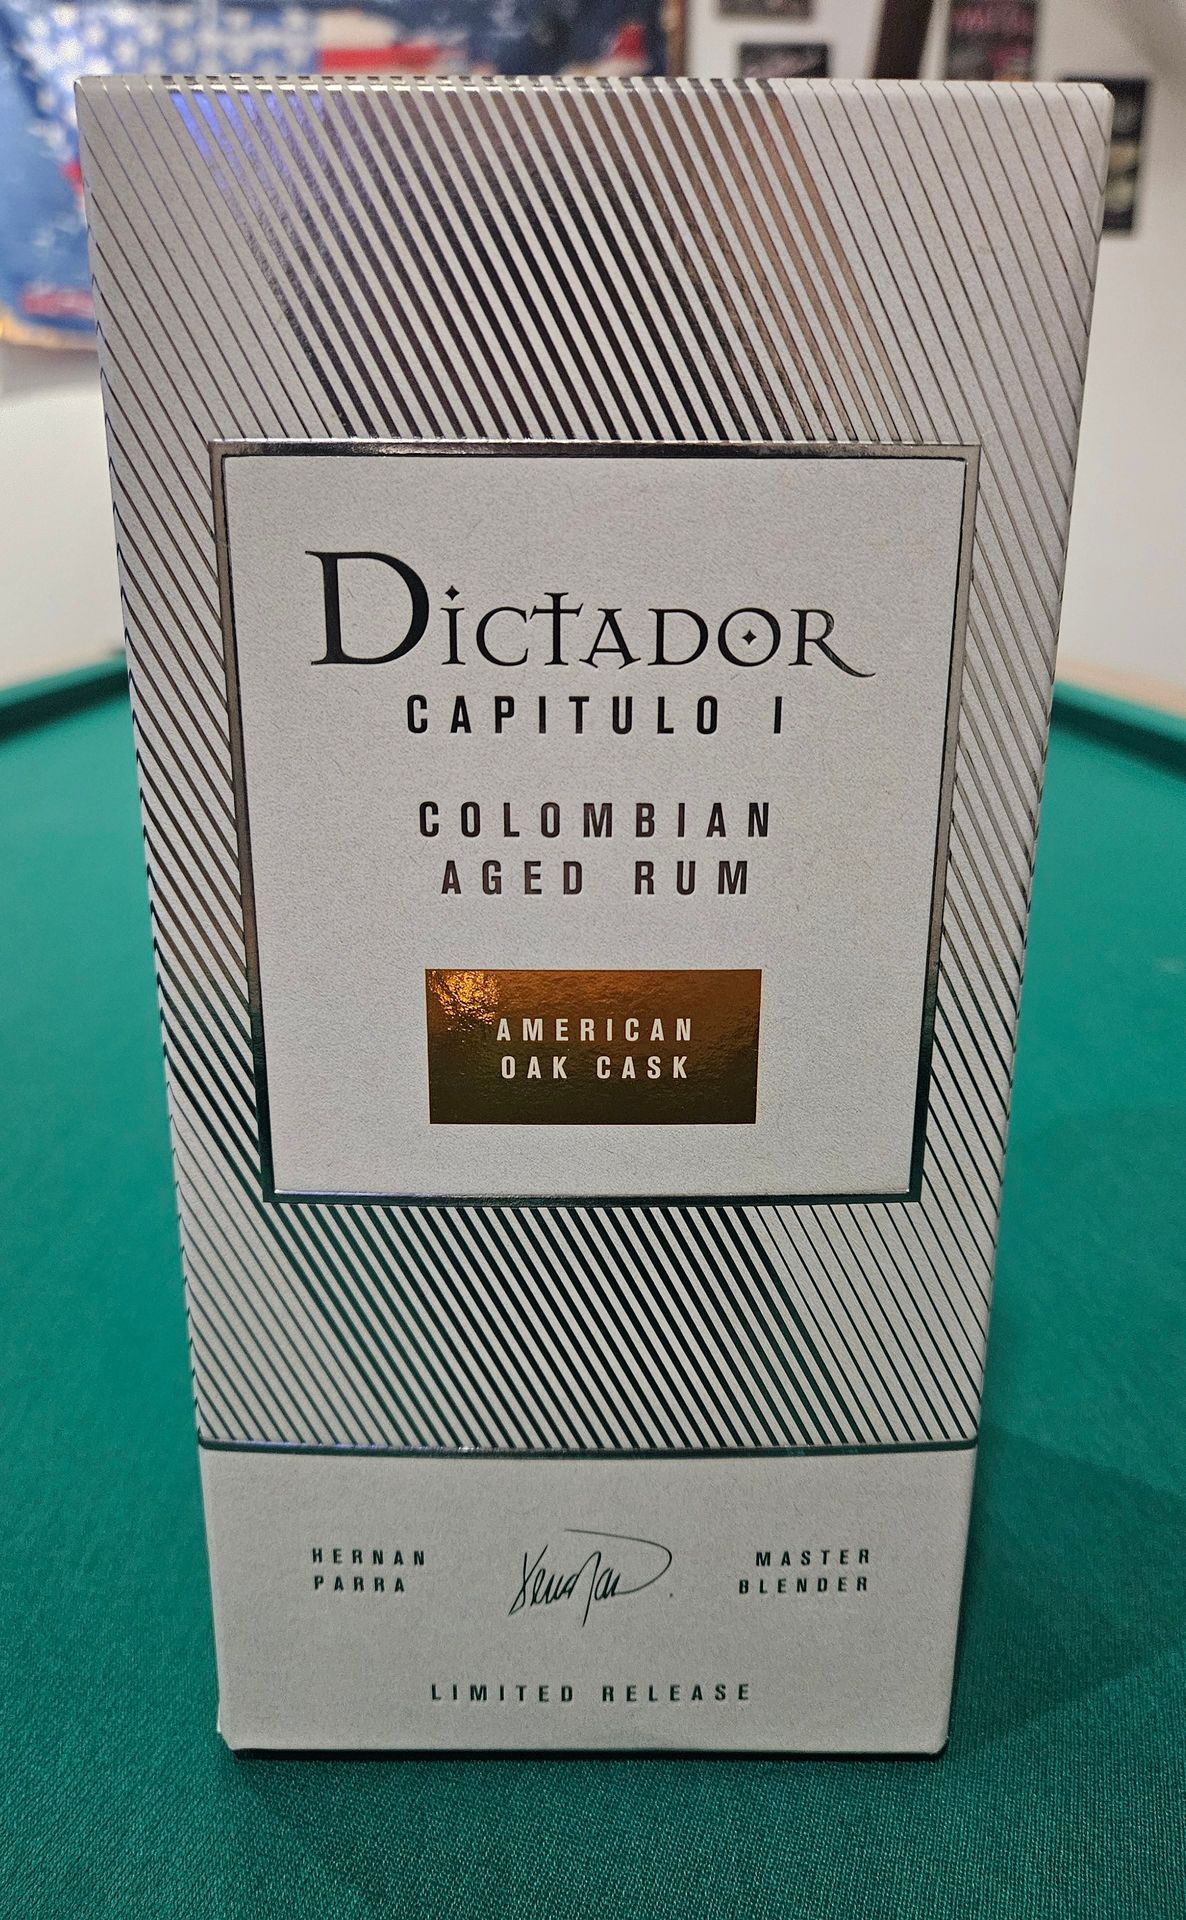 DICTADOR
CAPITULO I
COLOMBIAN
AGED RUM
AMERICAN
OAK CASK
HERNAN
PARRA
MASTER
BLENDER
LIMITED RELEASE